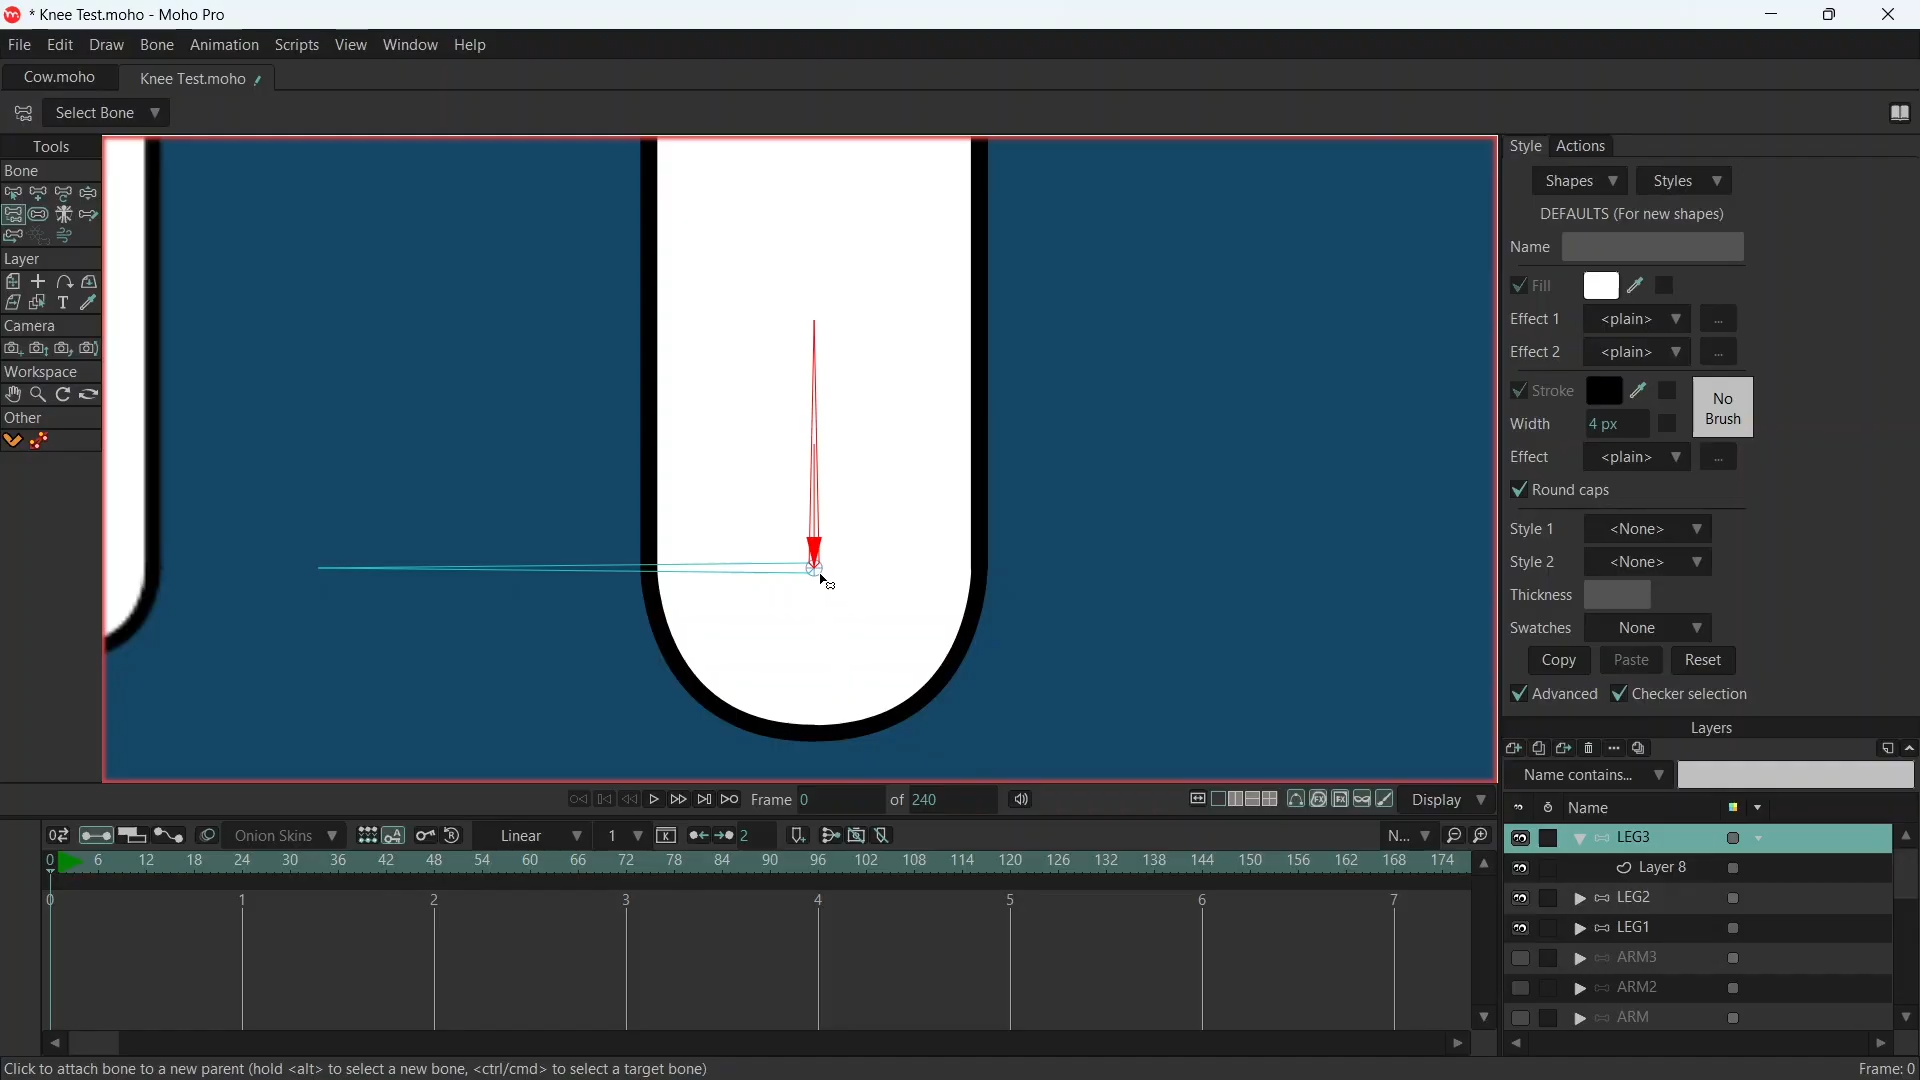 * Knee Test.moho - Moho Pro
File Edit Draw Bone Animation Scripts View Window Help
Cow.moho Knee Test.moho
Select Bone
Tools
Bone
Layer
T
Camera
Workspace
Other
Style Actions
Shapes Styles
DEFAULTS (For new shapes)
Name
Fill
Effect 1 <plain> ...
Effect 2 <plain> ...
Stroke
No
Brush
Width 4 px
Effect <plain> ...
Round caps
Style 1 <None>
Style 2 <None>
Thickness
Swatches None
Copy Paste Reset
Advanced Checker selection
Layers
Name contains...
Name
LEG3
Layer 8
LEG2
LEG1
ARM3
ARM2
ARM
Frame 0 of 240
Display
Onion Skins Linear 1 2 N...
0 6 12 18 24 30 36 42 48 54 60 66 72 78 84 90 96 102 108 114 120 126 132 138 144 150 156 162 168 174
0 1 2 3 4 5 6 7
Click to attach bone to a new parent (hold <alt> to select a new bone, <ctrl/cmd> to select a target bone)
Frame: 0